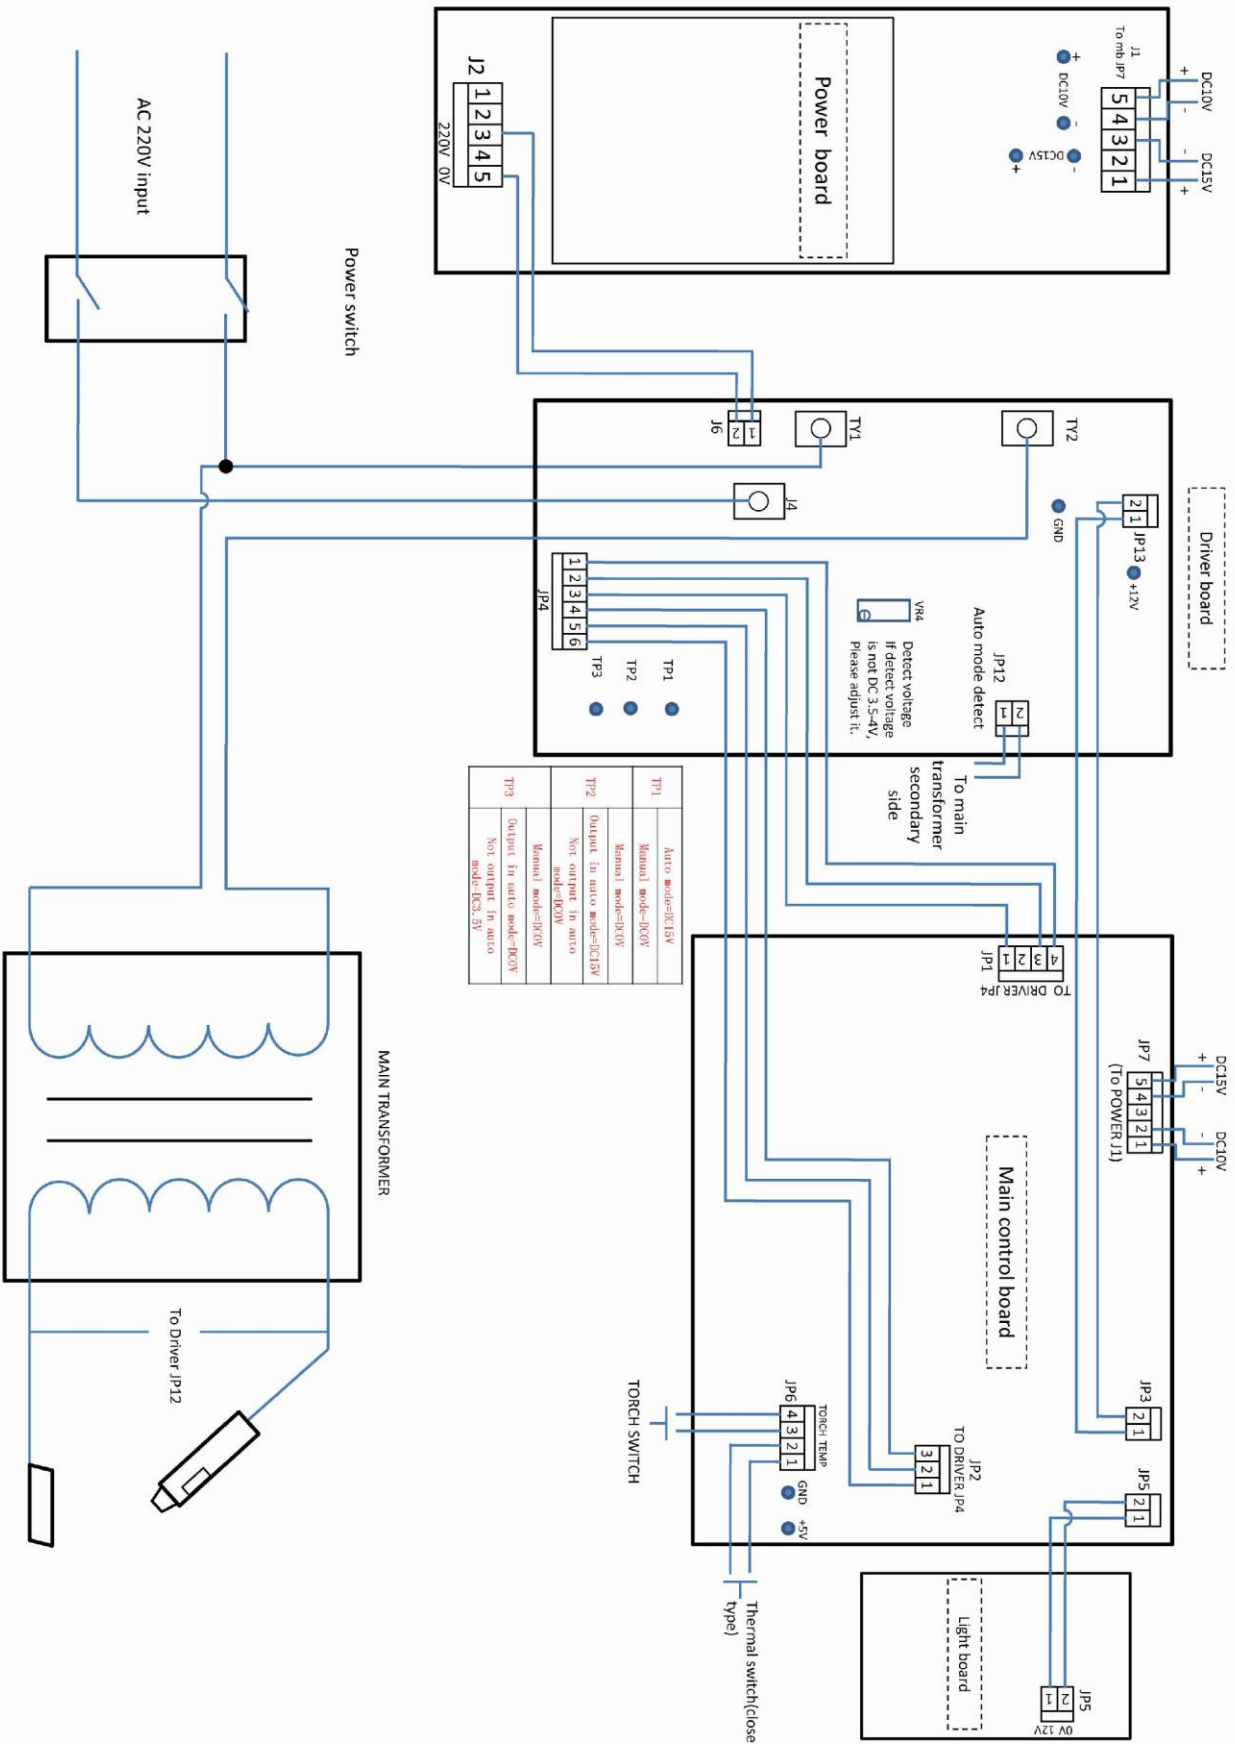 J1
To mb JP7
5 4 3 2 1
+ DC10V -
- DC15V +
+ DC10V -
- DC15V +
Power board
J2
1 2 3 4 5
220V 0V
AC 220V input
Power switch
Driver board
TY2
TY1
J6
1
2
J4
GND
JP13
2 1
+12V
JP12
Auto mode detect
2
1
To main
transformer
secondary
side
VR4
Detect voltage
If detect voltage
is not DC 3.5-4V,
Please adjust it.
JP4
1 2 3 4 5 6
TP1
TP2
TP3
TP1
Auto mode=DC15V
Manual mode=DC0V
TP2
Manual mode=DC0V
Output in auto mode=DC15V
Not output in auto
mode=DC0V
TP3
Manual mode=DC0V
Output in auto mode=DC0V
Not output in auto
mode=DC3.5V
MAIN TRANSFORMER
To Driver JP12
Main control board
JP1
1 2 3 4
TO DRIVER JP4
+ DC15V -
- DC10V +
JP7
5 4 3 2 1
(To POWER J1)
JP3
2 1
JP5
2 1
JP2
TO DRIVER JP4
3 2 1
JP6
TORCH TEMP
4 3 2 1
GND
+5V
TORCH SWITCH
Thermal switch(close
type)
Light board
JP5
2
1
0V 12V